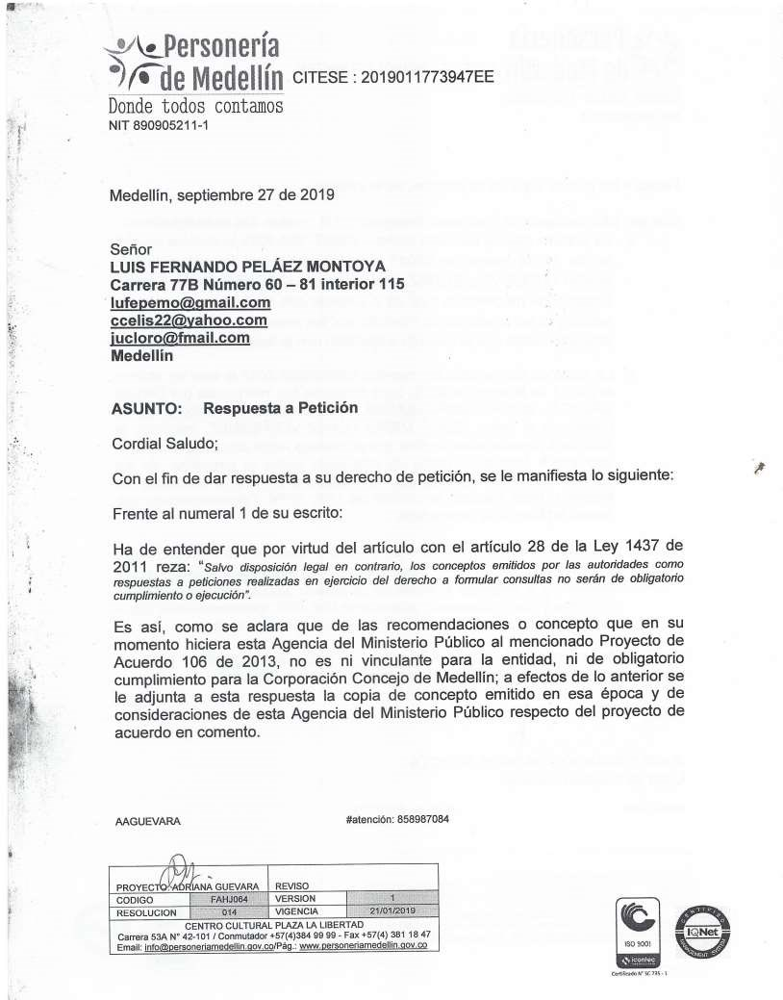 Personería
de Medellín CITESE : 2019011773947EE
Donde todos contamos
NIT 890905211-1
Medellín, septiembre 27 de 2019
Señor
LUIS FERNANDO PELÁEZ MONTOYA
Carrera 77B Número 60 – 81 interior 115
lufepemo@gmail.com
ccelis22@yahoo.com
jucloro@fmail.com
Medellín
ASUNTO: Respuesta a Petición
Cordial Saludo;
Con el fin de dar respuesta a su derecho de petición, se le manifiesta lo siguiente:
Frente al numeral 1 de su escrito:
Ha de entender que por virtud del artículo con el artículo 28 de la Ley 1437 de
2011 reza: "Salvo disposición legal en contrario, los conceptos emitidos por las autoridades como
respuestas a peticiones realizadas en ejercicio del derecho a formular consultas no serán de obligatorio
cumplimiento o ejecución".
Es así, como se aclara que de las recomendaciones o concepto que en su
momento hiciera esta Agencia del Ministerio Público al mencionado Proyecto de
Acuerdo 106 de 2013, no es ni vinculante para la entidad, ni de obligatorio
cumplimiento para la Corporación Concejo de Medellín; a efectos de lo anterior se
le adjunta a esta respuesta la copia de concepto emitido en esa época y de
consideraciones de esta Agencia del Ministerio Público respecto del proyecto de
acuerdo en comento.
AAGUEVARA #atención: 858987084
PROYECTO: ADRIANA GUEVARA REVISO
CODIGO FAHJ064 VERSION 1
RESOLUCION 014 VIGENCIA 21/01/2019
CENTRO CULTURAL PLAZA LA LIBERTAD
Carrera 53A N° 42-101 / Conmutador +57(4)384 99 99 - Fax +57(4) 381 18 47
Email: info@personeriamedellin.gov.co/Pág.: www.personeriamedellin.gov.co
ISO 9001
icontec
Certificado N° SC 735 - 1
CERTIFIED
IQNet
MANAGEMENT SYSTEM